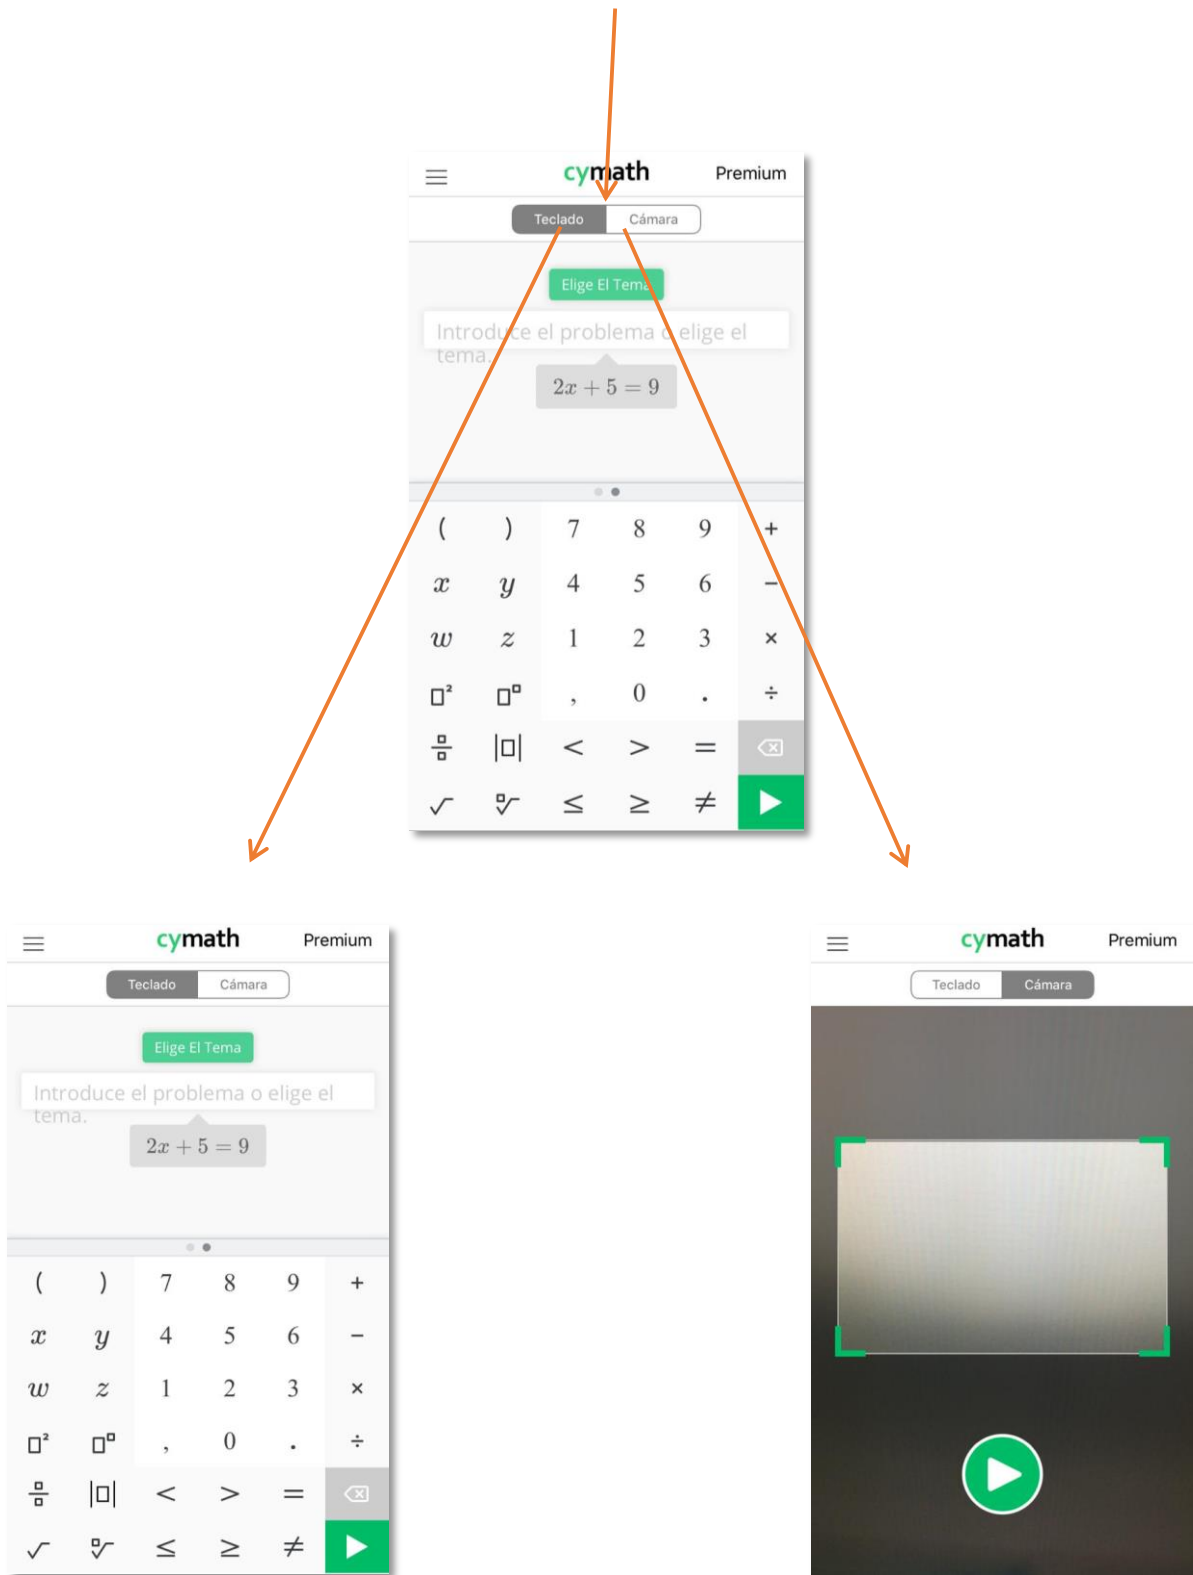 cymath Premium
Teclado Cámara
Elige El Tema
Introduce el problema o elige el
tema.
2x + 5 = 9
( ) 7 8 9 +
x y 4 5 6 −
w z 1 2 3 ×
□² □□ , 0 . ÷
□/□ |□| < > =
√ □√ ≤ ≥ ≠
cymath Premium
Teclado Cámara
Elige El Tema
Introduce el problema o elige el
tema.
2x + 5 = 9
( ) 7 8 9 +
x y 4 5 6 −
w z 1 2 3 ×
□² □□ , 0 . ÷
□/□ |□| < > =
√ □√ ≤ ≥ ≠
cymath Premium
Teclado Cámara